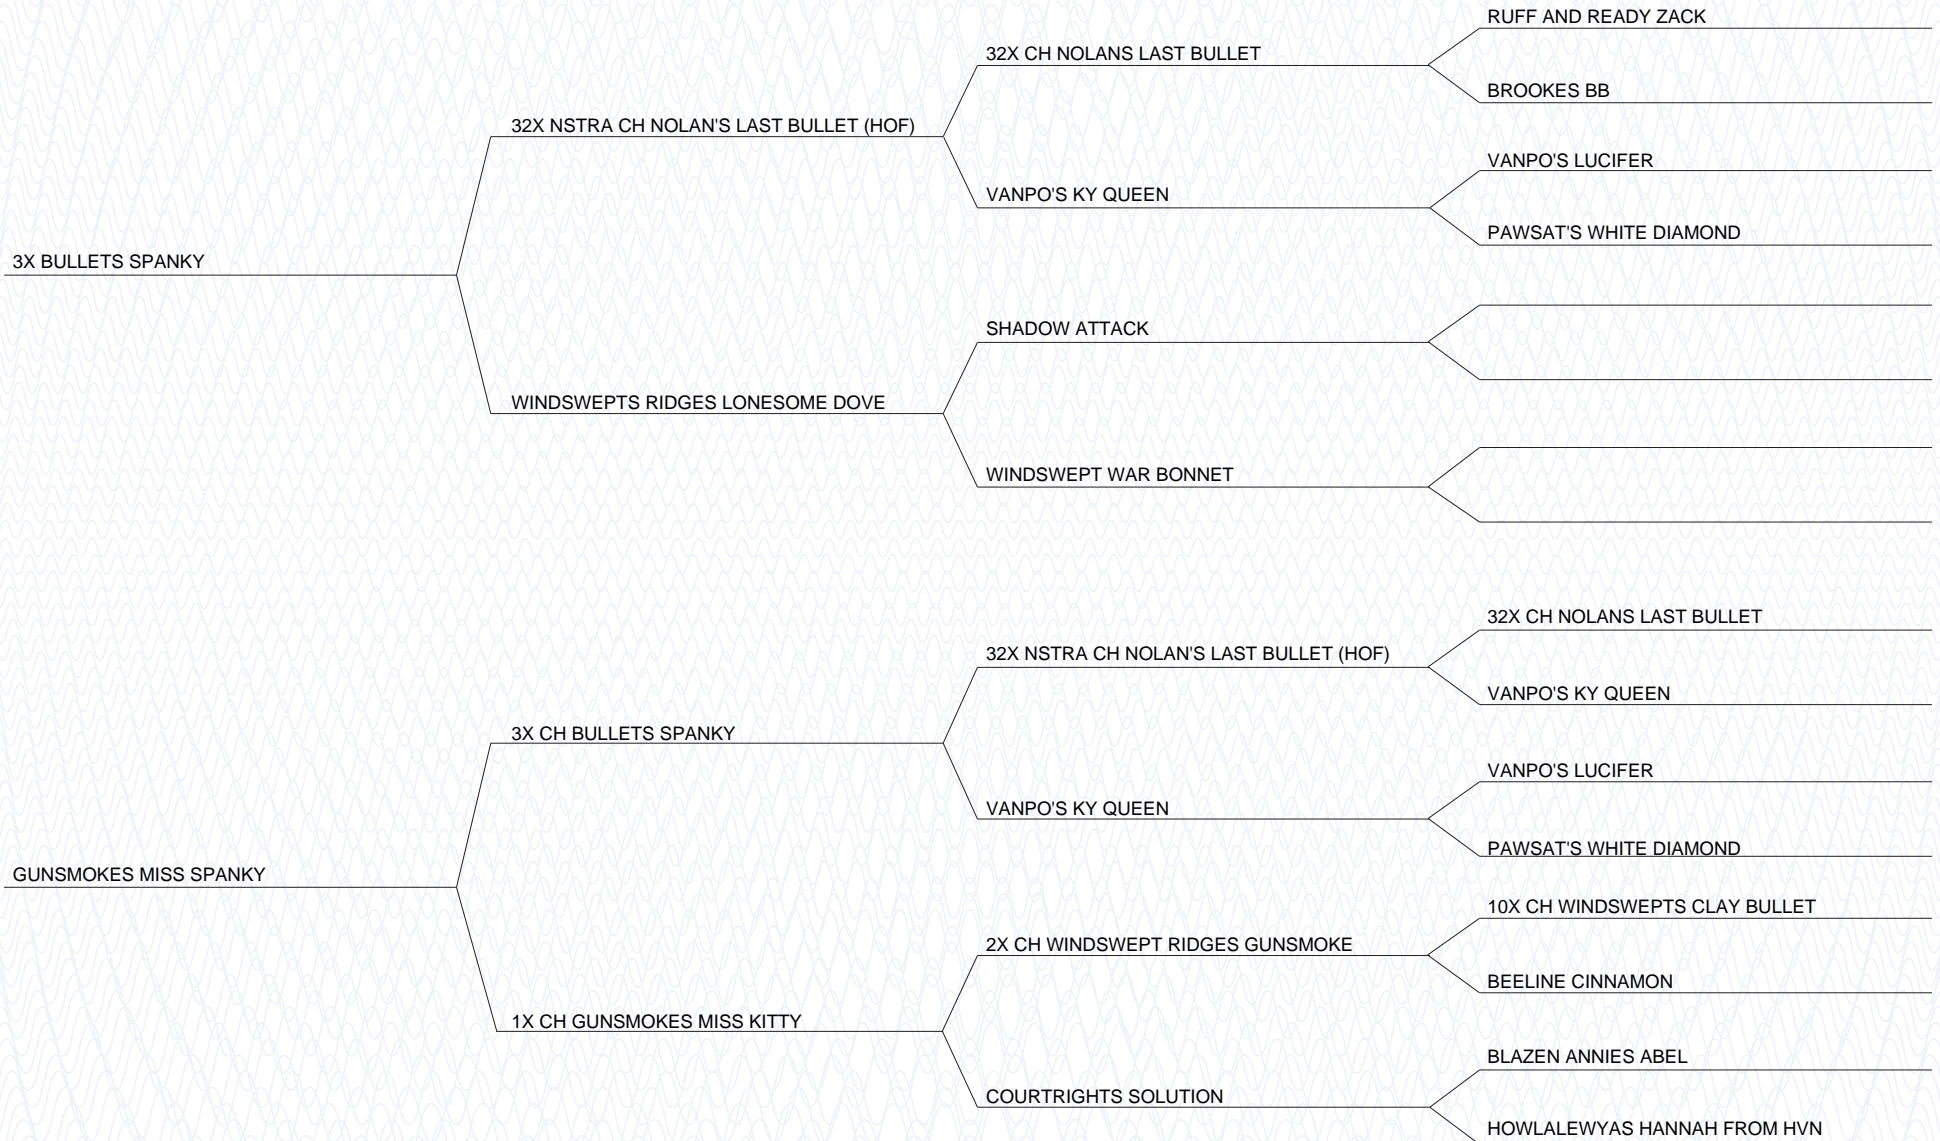 RUFF AND READY ZACK
32X CH NOLANS LAST BULLET
BROOKES BB
32X NSTRA CH NOLAN'S LAST BULLET (HOF)
VANPO'S LUCIFER
VANPO'S KY QUEEN
PAWSAT'S WHITE DIAMOND
3X BULLETS SPANKY
SHADOW ATTACK
WINDSWEPTS RIDGES LONESOME DOVE
WINDSWEPT WAR BONNET
32X CH NOLANS LAST BULLET
32X NSTRA CH NOLAN'S LAST BULLET (HOF)
VANPO'S KY QUEEN
3X CH BULLETS SPANKY
VANPO'S LUCIFER
VANPO'S KY QUEEN
PAWSAT'S WHITE DIAMOND
GUNSMOKES MISS SPANKY
10X CH WINDSWEPTS CLAY BULLET
2X CH WINDSWEPT RIDGES GUNSMOKE
BEELINE CINNAMON
1X CH GUNSMOKES MISS KITTY
BLAZEN ANNIES ABEL
COURTRIGHTS SOLUTION
HOWLALEWYAS HANNAH FROM HVN